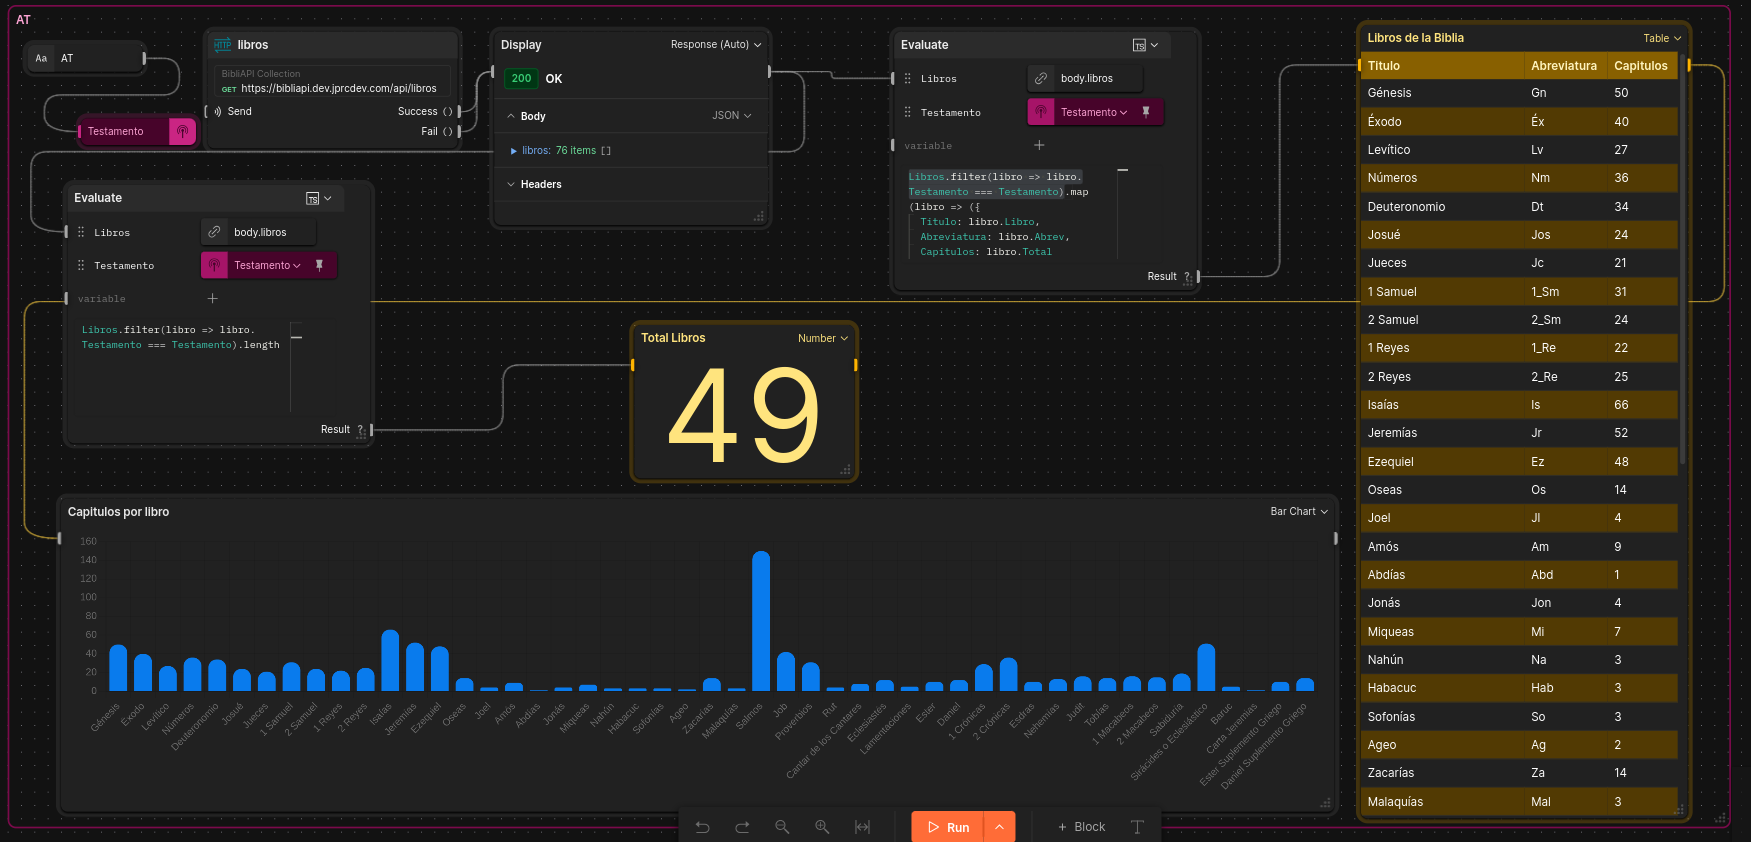 AT
Aa AT
Testamento
HTTP libros
BibliAPI Collection
GET https://bibliapi.dev.jprcdev.com/api/libros
Send
Success ()
Fail ()
Display
Response (Auto)
200 OK
Body
JSON
libros: 76 items []
Headers
Evaluate
TS
Libros
body.libros
Testamento
Testamento
variable
+
Libros.filter(libro => libro.
Testamento === Testamento).map
(libro => ({
Titulo: libro.Libro,
Abreviatura: libro.Abrev,
Capitulos: libro.Total
Result ?
Evaluate
TS
Libros
body.libros
Testamento
Testamento
variable
+
Libros.filter(libro => libro.
Testamento === Testamento).length
Result ?
Total Libros
Number
49
Libros de la Biblia
Table
Titulo Abreviatura Capitulos
Génesis Gn 50
Éxodo Éx 40
Levítico Lv 27
Números Nm 36
Deuteronomio Dt 34
Josué Jos 24
Jueces Jc 21
1 Samuel 1_Sm 31
2 Samuel 2_Sm 24
1 Reyes 1_Re 22
2 Reyes 2_Re 25
Isaías Is 66
Jeremías Jr 52
Ezequiel Ez 48
Oseas Os 14
Joel Jl 4
Amós Am 9
Abdías Abd 1
Jonás Jon 4
Miqueas Mi 7
Nahún Na 3
Habacuc Hab 3
Sofonías So 3
Ageo Ag 2
Zacarías Za 14
Malaquías Mal 3
Capitulos por libro
Bar Chart
160
140
120
100
80
60
40
20
0
Génesis
Éxodo
Levítico
Números
Deuteronomio
Josué
Jueces
1 Samuel
2 Samuel
1 Reyes
2 Reyes
Isaías
Jeremías
Ezequiel
Oseas
Joel
Amós
Abdías
Jonás
Miqueas
Nahún
Habacuc
Sofonías
Ageo
Zacarías
Malaquías
Salmos
Job
Proverbios
Rut
Cantar de los Cantares
Eclesiastés
Lamentaciones
Ester
Daniel
1 Crónicas
2 Crónicas
Esdras
Nehemías
Judit
Tobías
1 Macabeos
2 Macabeos
Sabiduría
Sirácides o Eclesiástico
Baruc
Carta Jeremías
Ester Suplemento Griego
Daniel Suplemento Griego
Run
+ Block
T